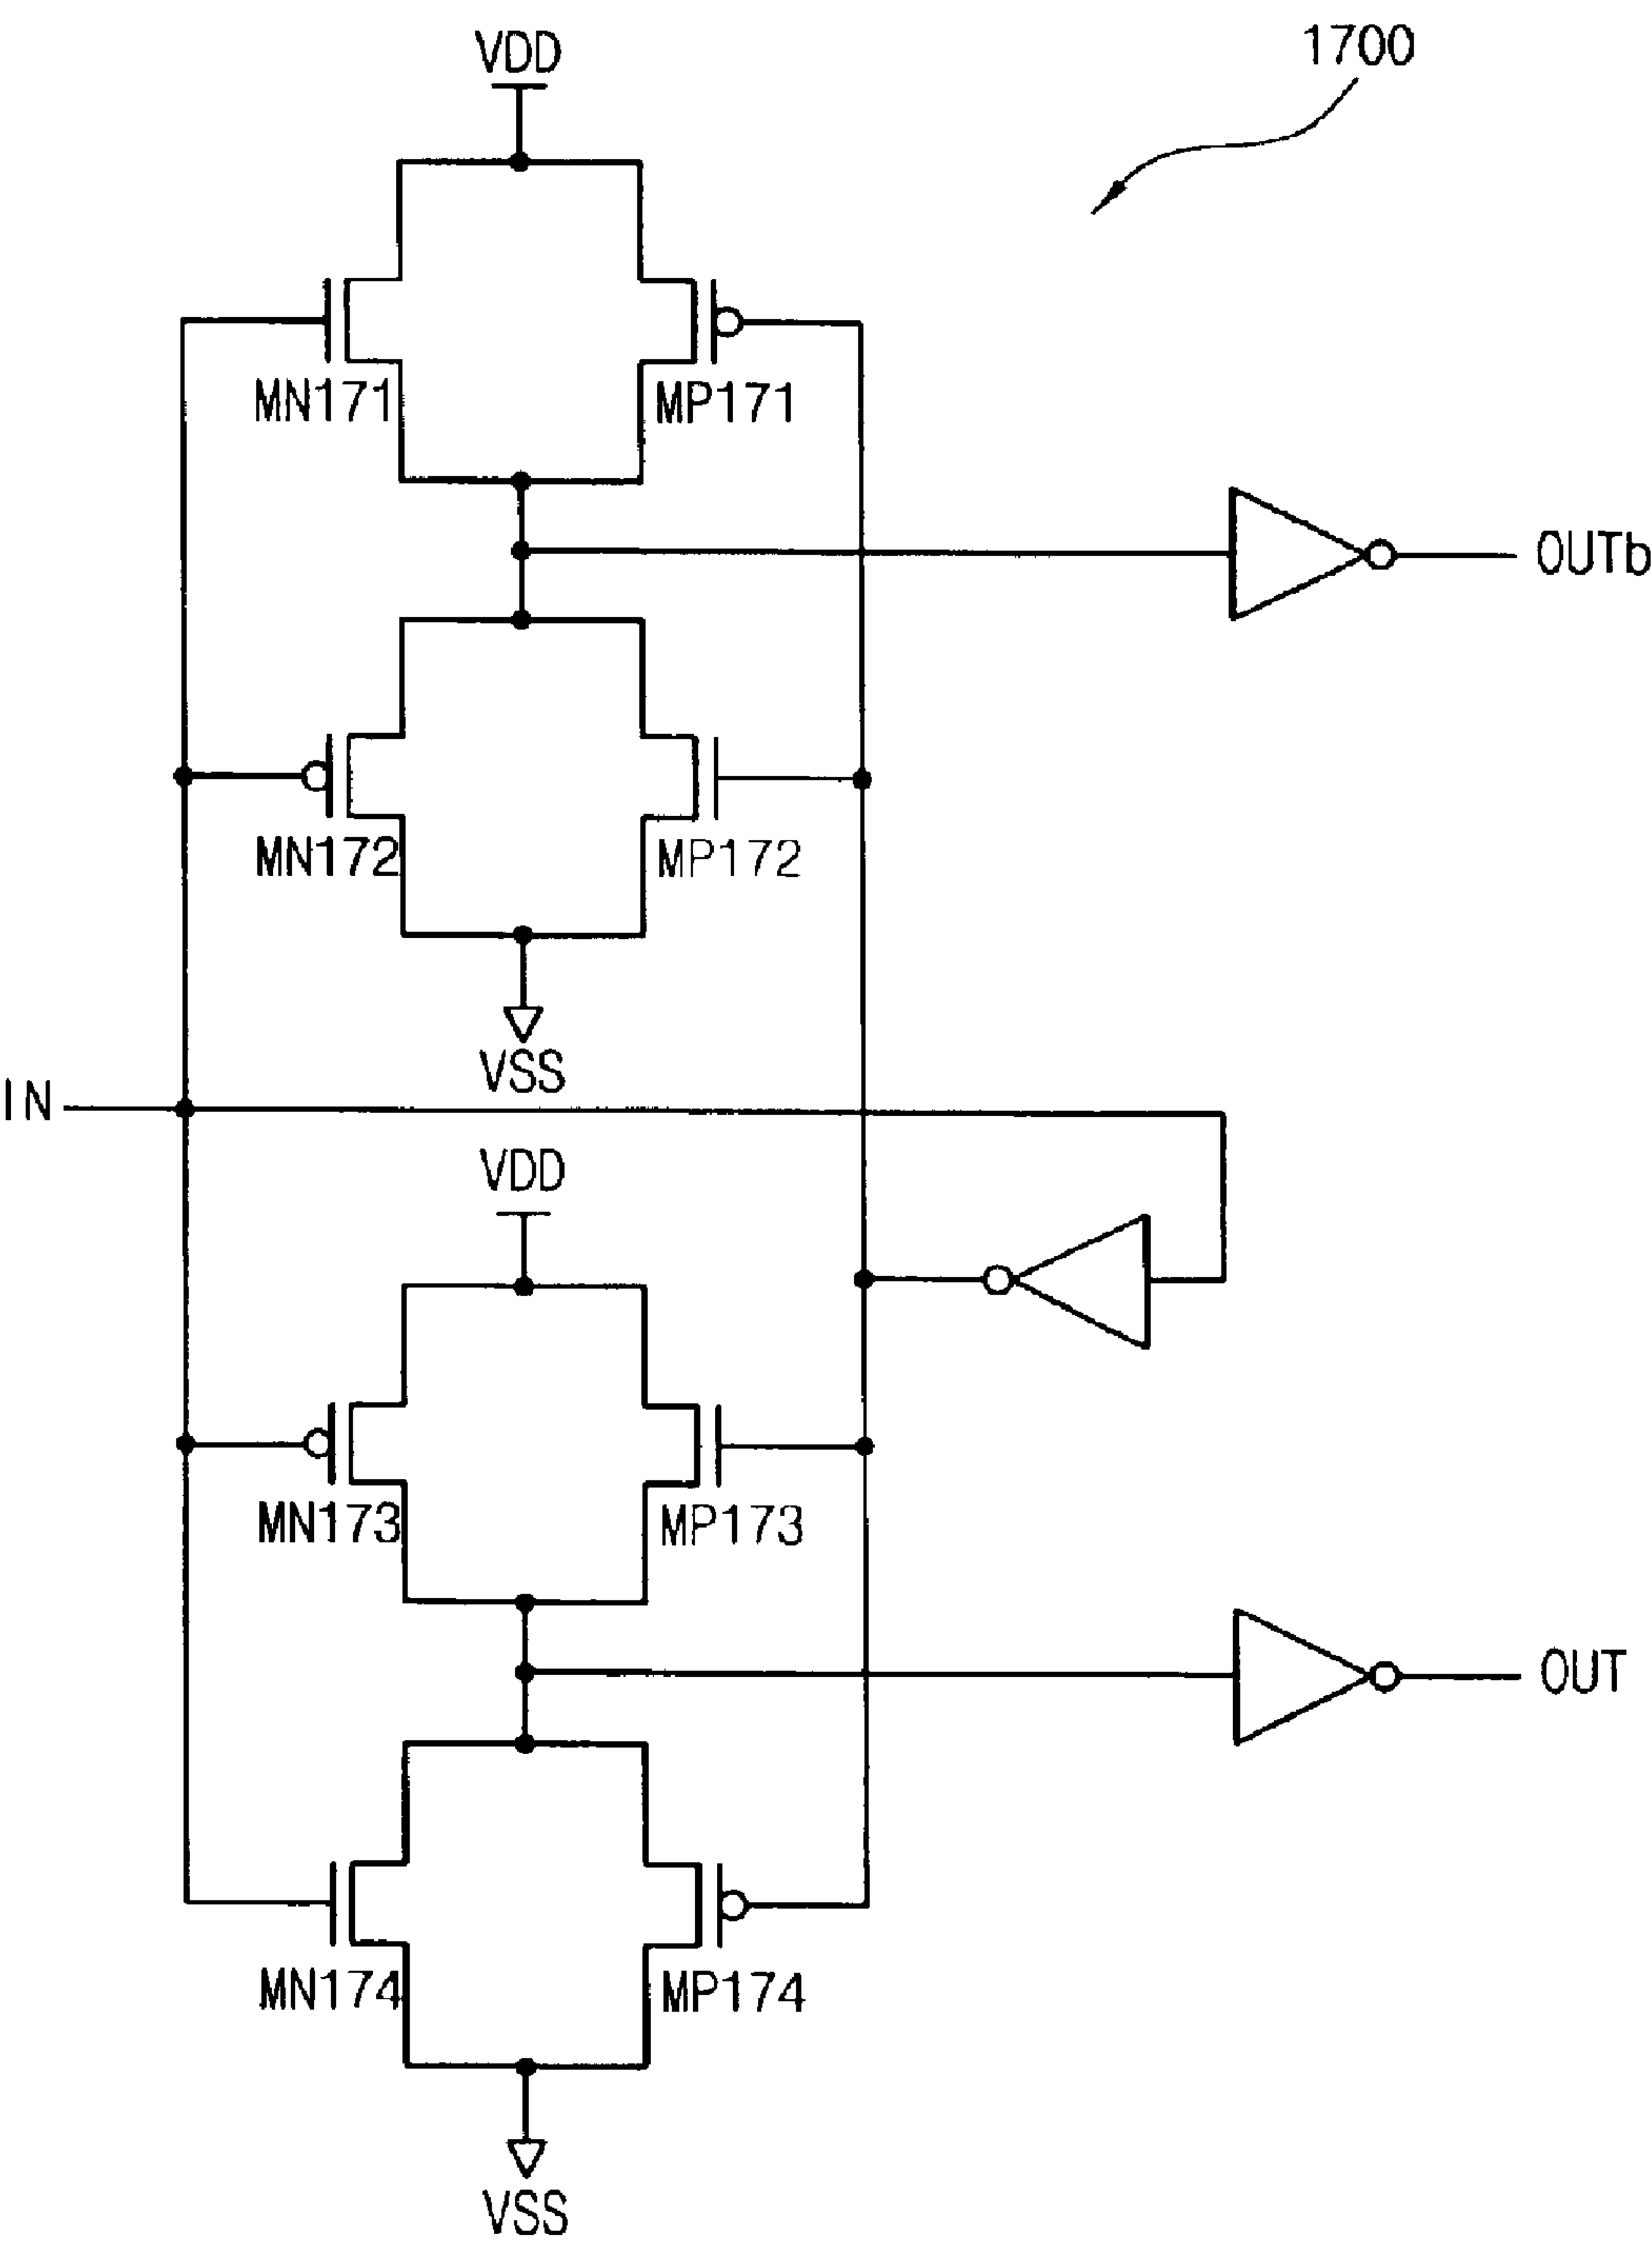 VDD
1700
MN171
MP171
OUTb
MN172
MP172
VSS
IN
VDD
MN173
MP173
OUT
MN174
MP174
VSS